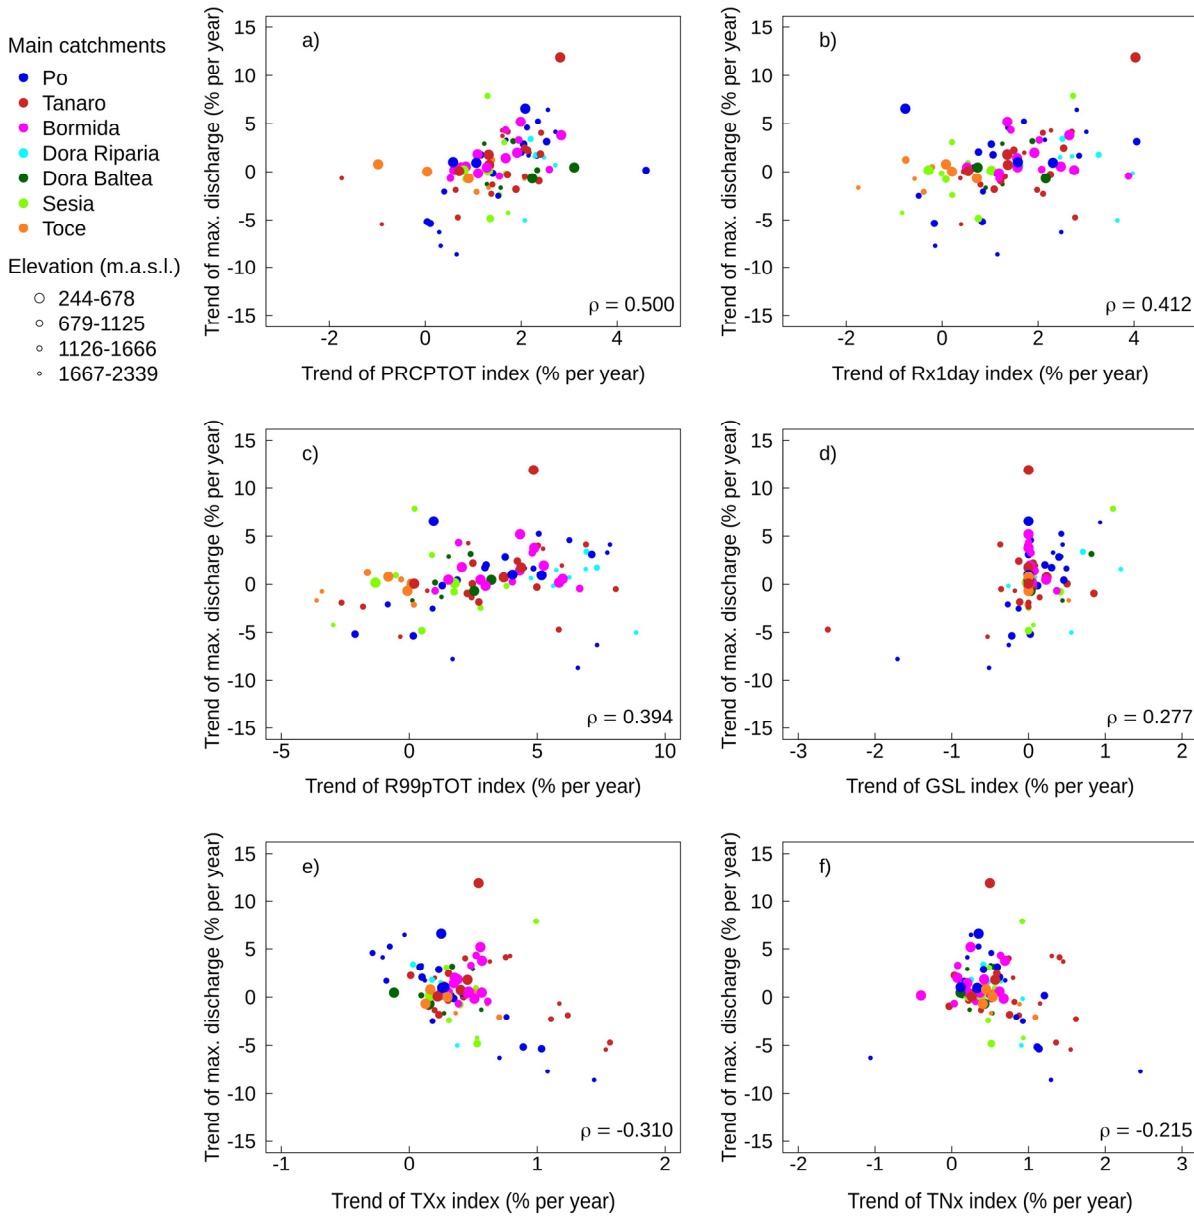 Main catchments
Po
Tanaro
Bormida
Dora Riparia
Dora Baltea
Sesia
Toce
Elevation (m.a.s.l.)
244-678
679-1125
1126-1666
1667-2339
Trend of max. discharge (% per year)
15
10
5
0
-5
-10
-15
a)
ρ = 0.500
-2 0 2 4
Trend of PRCPTOT index (% per year)
Trend of max. discharge (% per year)
15
10
5
0
-5
-10
-15
b)
ρ = 0.412
-2 0 2 4
Trend of Rx1day index (% per year)
Trend of max. discharge (% per year)
15
10
5
0
-5
-10
-15
c)
ρ = 0.394
-5 0 5 10
Trend of R99pTOT index (% per year)
Trend of max. discharge (% per year)
15
10
5
0
-5
-10
-15
d)
ρ = 0.277
-3 -2 -1 0 1 2
Trend of GSL index (% per year)
Trend of max. discharge (% per year)
15
10
5
0
-5
-10
-15
e)
ρ = -0.310
-1 0 1 2
Trend of TXx index (% per year)
Trend of max. discharge (% per year)
15
10
5
0
-5
-10
-15
f)
ρ = -0.215
-2 -1 0 1 2 3
Trend of TNx index (% per year)